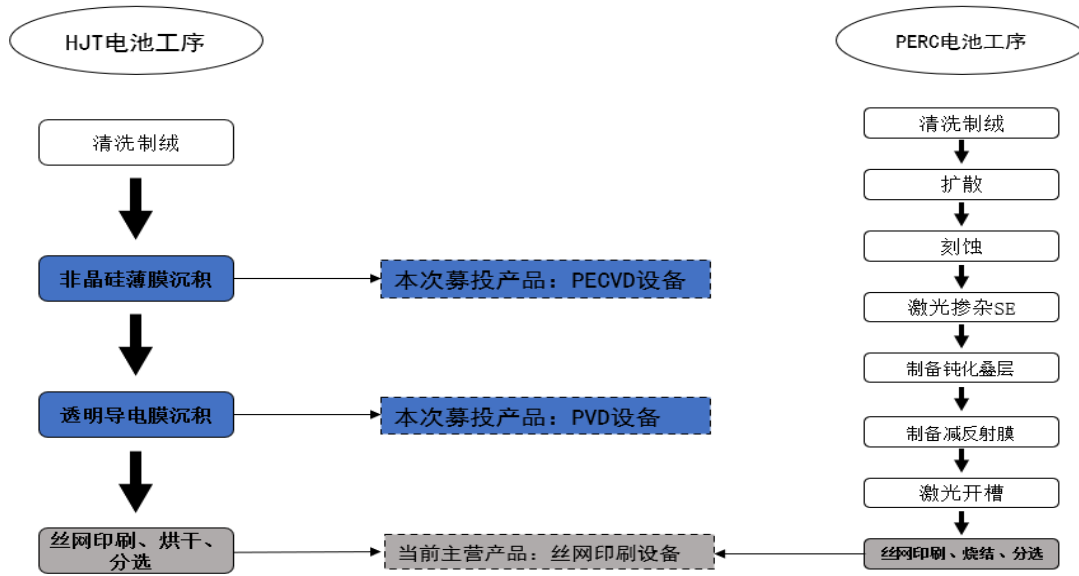 HJT电池工序
清洗制绒
非晶硅薄膜沉积
本次募投产品：PECVD设备
透明导电膜沉积
本次募投产品：PVD设备
丝网印刷、烘干、
分选
当前主营产品：丝网印刷设备
PERC电池工序
清洗制绒
扩散
刻蚀
激光掺杂SE
制备钝化叠层
制备减反射膜
激光开槽
丝网印刷、烧结、分选